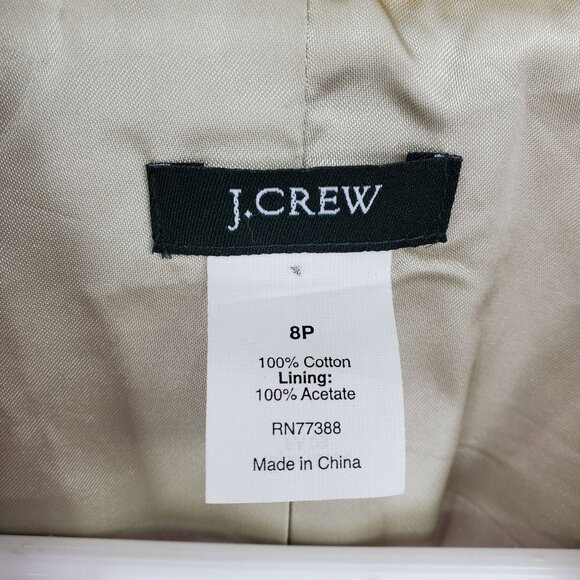 J.CREW
8P
100% Cotton
Lining:
100% Acetate
RN77388
Made in China